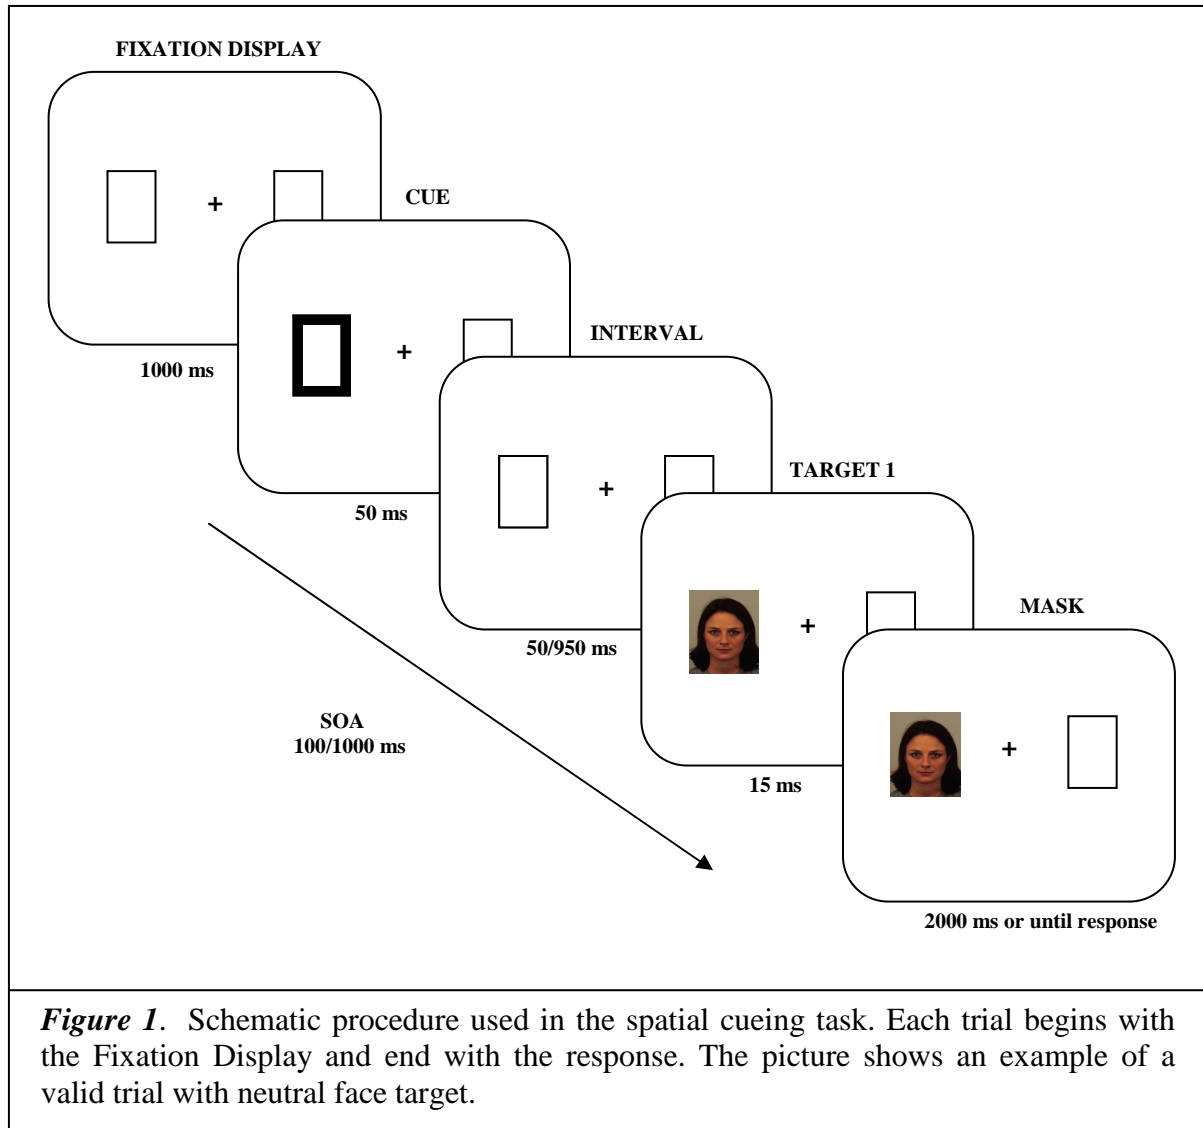 FIXATION DISPLAY
+
CUE
1000 ms
+
INTERVAL
50 ms
+
TARGET 1
50/950 ms
+
MASK
SOA
100/1000 ms
15 ms
+
2000 ms or until response
Figure 1. Schematic procedure used in the spatial cueing task. Each trial begins with
the Fixation Display and end with the response. The picture shows an example of a
valid trial with neutral face target.